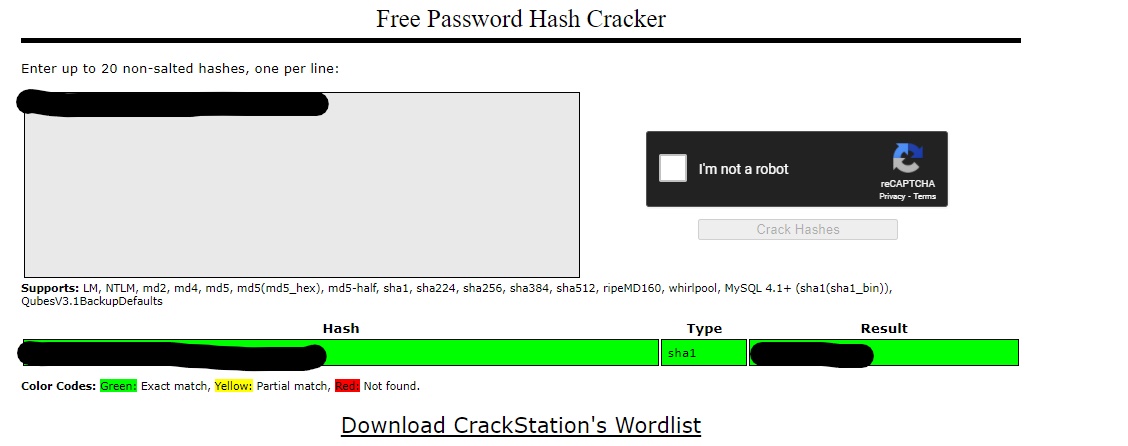 Free Password Hash Cracker
Enter up to 20 non-salted hashes, one per line:
I'm not a robot
reCAPTCHA
Privacy - Terms
Crack Hashes
Supports: LM, NTLM, md2, md4, md5, md5(md5_hex), md5-half, sha1, sha224, sha256, sha384, sha512, ripeMD160, whirlpool, MySQL 4.1+ (sha1(sha1_bin)),
QubesV3.1BackupDefaults
Hash Type Result
sha1
Color Codes: Green: Exact match, Yellow: Partial match, Red: Not found.
Download CrackStation's Wordlist